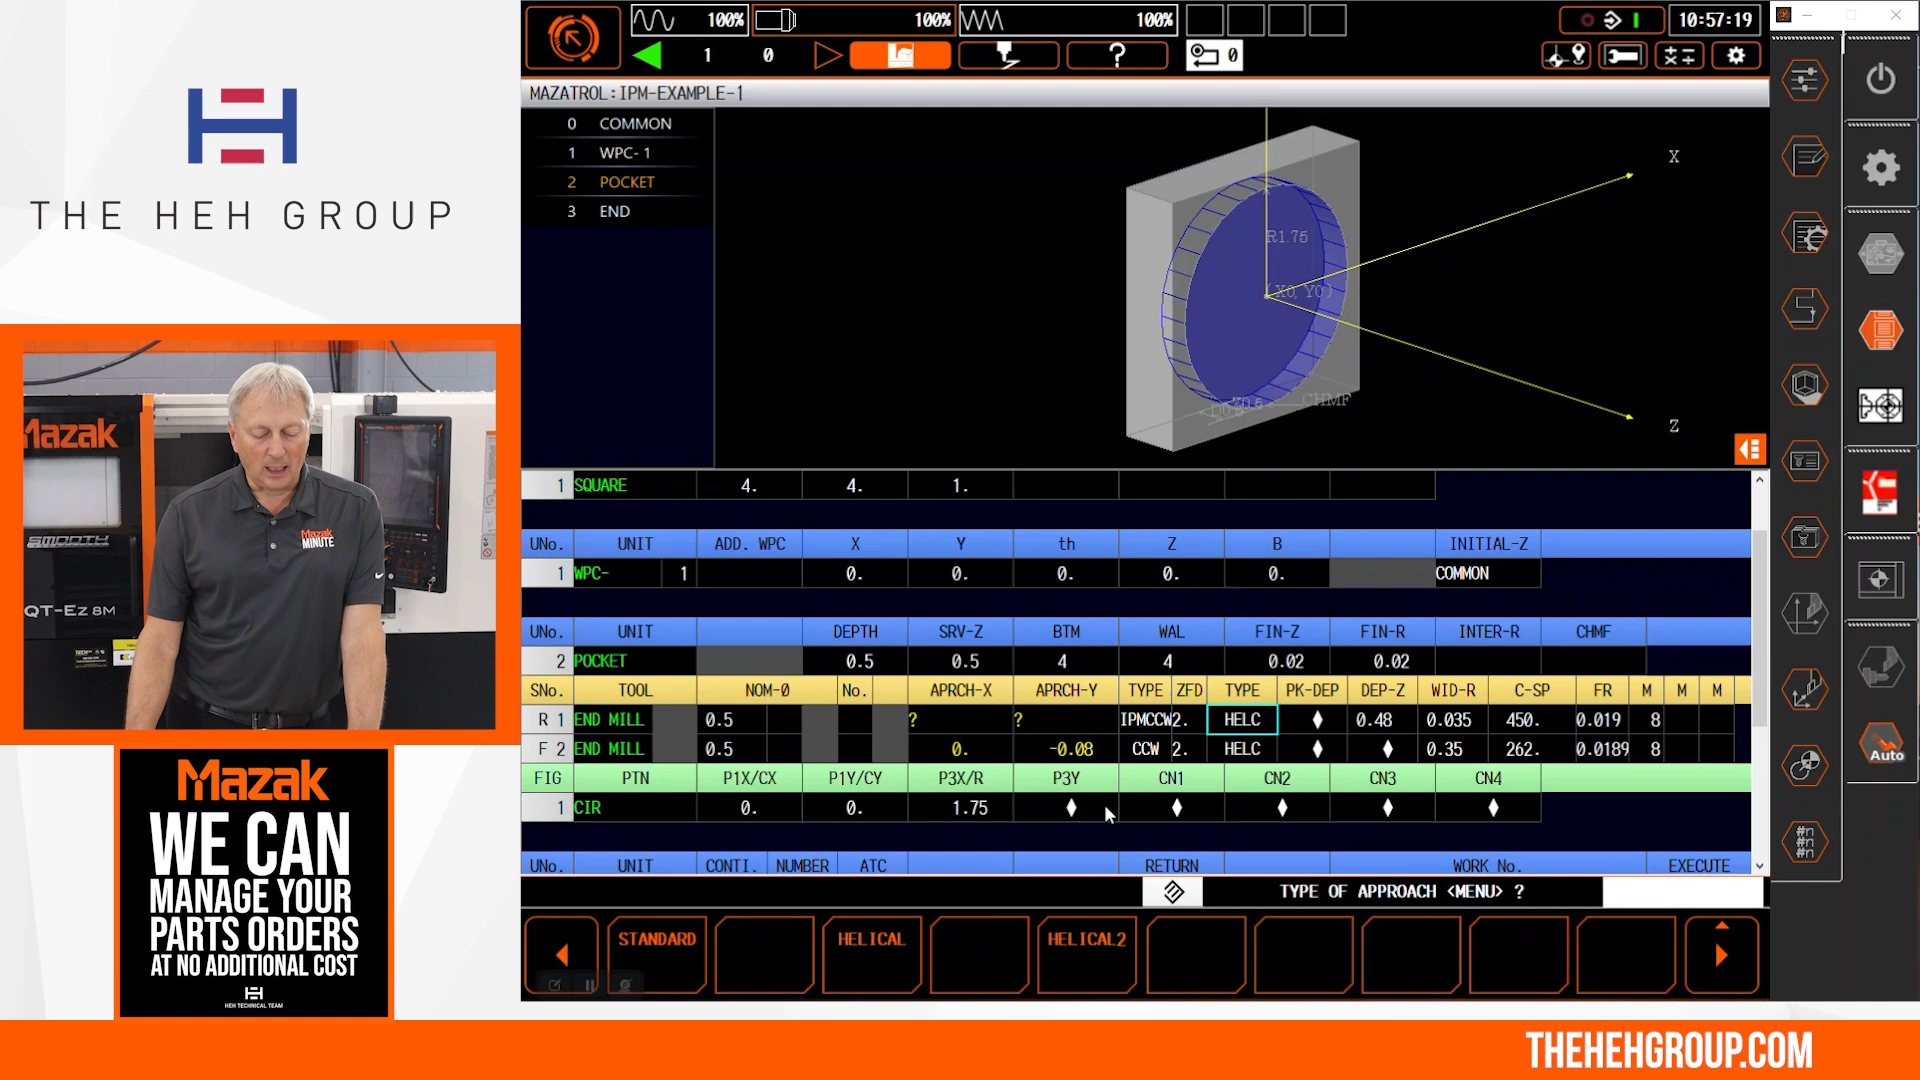 THE HEH GROUP
Mazak
SMOOTH
QT-Ez 8M
Mazak
MINUTE
Mazak
WE CAN
MANAGE YOUR
PARTS ORDERS
AT NO ADDITIONAL COST
HEH TECHNICAL TEAM
100% 100% 100% 10:57:19
1 0 ? 0
MAZATROL:IPM-EXAMPLE-1
0 COMMON
1 WPC- 1
2 POCKET
3 END
X
R1.75
(X0, Y0)
CHMF
Z
1 SQUARE 4. 4. 1.
UNo. UNIT ADD. WPC X Y th Z B INITIAL-Z
1 WPC- 1 0. 0. 0. 0. 0. COMMON
UNo. UNIT DEPTH SRV-Z BTM WAL FIN-Z FIN-R INTER-R CHMF
2 POCKET 0.5 0.5 4 4 0.02 0.02
SNo. TOOL NOM-Ø No. APRCH-X APRCH-Y TYPE ZFD TYPE PK-DEP DEP-Z WID-R C-SP FR M M M
R 1 END MILL 0.5 ? ? IPMCCW 2. HELC ♦ 0.48 0.035 450. 0.019 8
F 2 END MILL 0.5 0. -0.08 CCW 2. HELC ♦ ♦ 0.35 262. 0.0189 8
FIG PTN P1X/CX P1Y/CY P3X/R P3Y CN1 CN2 CN3 CN4
1 CIR 0. 0. 1.75 ♦ ♦ ♦ ♦ ♦
UNo. UNIT CONTI. NUMBER ATC RETURN WORK No. EXECUTE
TYPE OF APPROACH <MENU> ?
STANDARD HELICAL HELICAL2
Auto
#n
#n #n
#n #n
THEHEHGROUP.COM